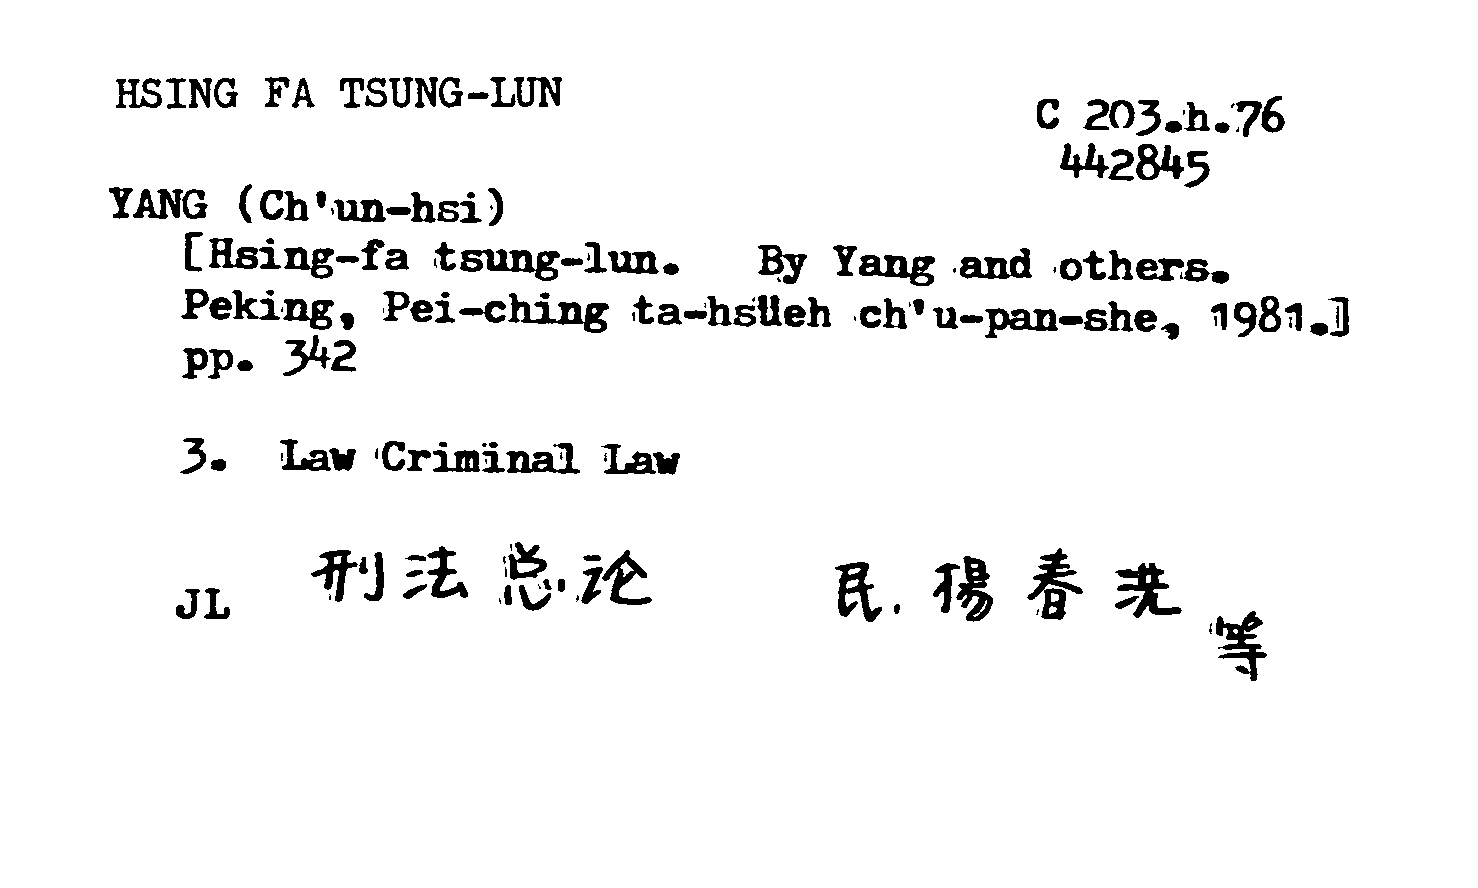 HSING FA TSUNG-LUN
C 203.h.76
442845
YANG (Ch'un-hsi)
[Hsing-fa tsung-lun. By Yang and others.
Peking, Pei-ching ta-hsüeh ch'u-pan-she, 1981.]
pp. 342
3. Law Criminal Law
JL 刑法总论 民. 楊春洗
等